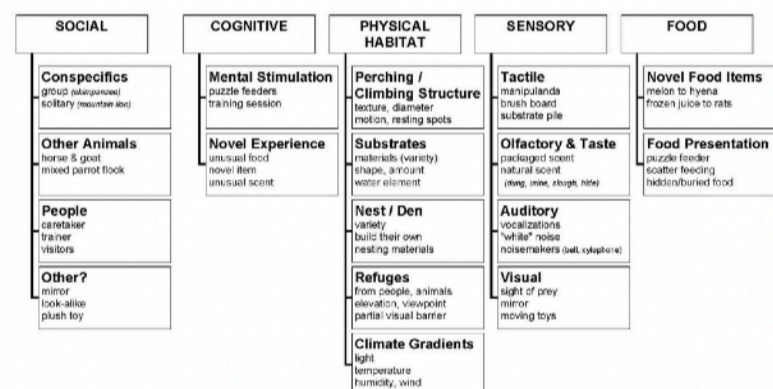 SOCIAL
Conspecifics
group (chimpanzee)
solitary (mountain lion)
Other Animals
horse & goat
mixed parrot flock
People
caretaker
trainer
visitors
Other?
mirror
look-alike
plush toy
COGNITIVE
Mental Stimulation
puzzle feeders
training session
Novel Experience
unusual food
novel item
unusual scent
PHYSICAL
HABITAT
Perching /
Climbing Structure
texture, diameter
motion, resting spots
Substrates
materials (variety)
shape, amount
water element
Nest / Den
variety
build their own
nesting materials
Refuges
from people, animals
elevation, viewpoint
partial visual barrier
Climate Gradients
light
temperature
humidity, wind
SENSORY
Tactile
manipulanda
brush board
substrate pile
Olfactory & Taste
packaged scent
natural scent
(dung, urine, slough, hide)
Auditory
vocalizations
"white" noise
noisemakers (bell, xylophone)
Visual
sight of prey
mirror
moving toys
FOOD
Novel Food Items
melon to hyena
frozen juice to rats
Food Presentation
puzzle feeder
scatter feeding
hidden/buried food